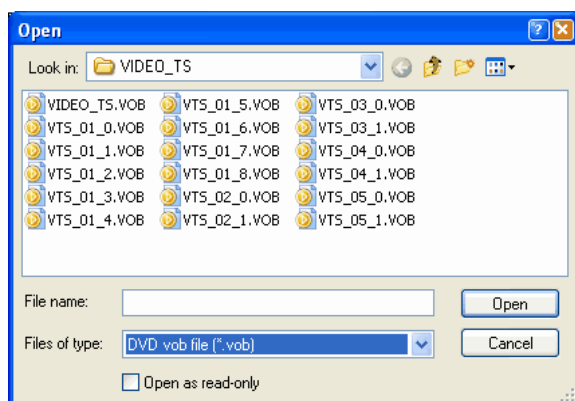 Open
Look in: VIDEO_TS
VIDEO_TS.VOB VTS_01_5.VOB VTS_03_0.VOB
VTS_01_0.VOB VTS_01_6.VOB VTS_03_1.VOB
VTS_01_1.VOB VTS_01_7.VOB VTS_04_0.VOB
VTS_01_2.VOB VTS_01_8.VOB VTS_04_1.VOB
VTS_01_3.VOB VTS_02_0.VOB VTS_05_0.VOB
VTS_01_4.VOB VTS_02_1.VOB VTS_05_1.VOB
File name: Open
Files of type: DVD vob file (*.vob) Cancel
Open as read-only